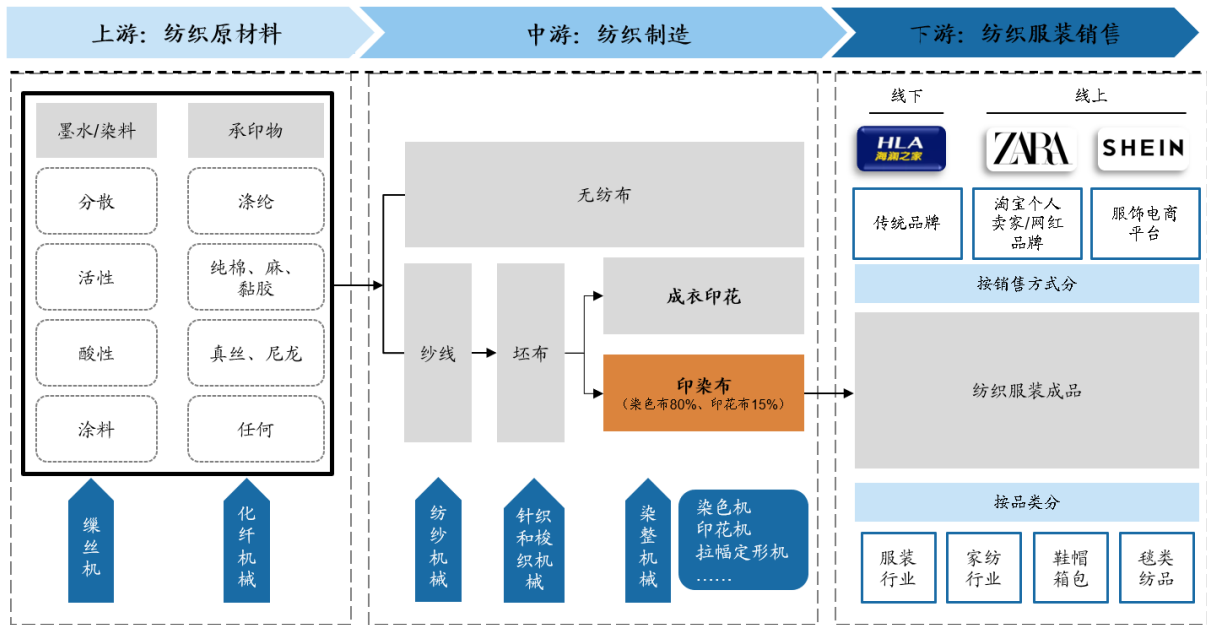 上游：纺织原材料
中游：纺织制造
下游：纺织服装销售
墨水/染料
承印物
分散
涤纶
活性
纯棉、麻、
黏胶
酸性
真丝、尼龙
涂料
任何
缫丝机
化纤机械
无纺布
纱线
坯布
成衣印花
印染布
（染色布80%、印花布15%）
纺纱机械
针织
和梭
织机
械
染整机械
染色机
印花机
拉幅定形机
……
线下
线上
HLA
海澜之家
ZARA
SHEIN
传统品牌
淘宝个人
卖家/网红
品牌
服饰电商
平台
按销售方式分
纺织服装成品
按品类分
服装
行业
家纺
行业
鞋帽
箱包
毯类
纺品